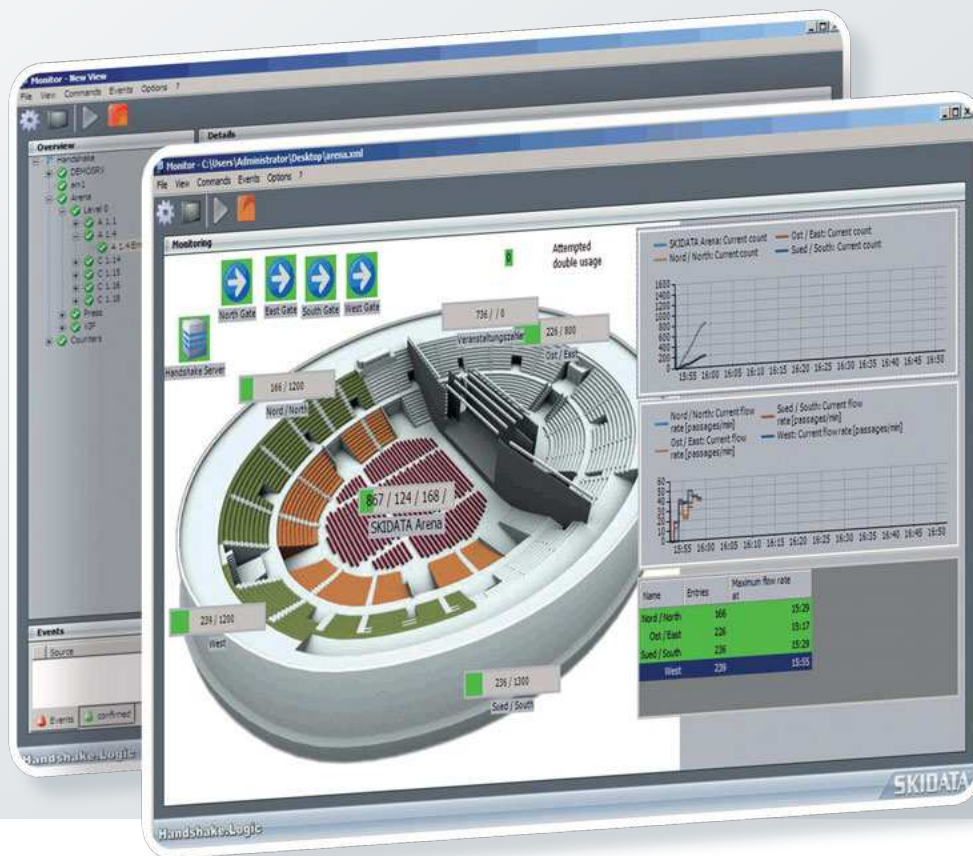 Monitor - New View
File View Commands Events Options ?
Overview
Details
Handshake
DEMOSRV
Arena
Level 0
A 1.1
A 1.4
C 1.14
C 1.15
C 1.16
C 1.18
Press
VIP
Counters
Events
Source
Events
confirmed
Handshake.Logic
Monitor - C:\Users\Administrator\Desktop\arena.xml
File View Commands Events Options ?
Monitoring
North Gate East Gate South Gate West Gate
0
Attempted
double usage
Handshake Server
736 / / 0
Veranstaltungszähler
226 / 800
Ost / East
166 / 1200
Nord / North
867 / 124 / 168 /
SKIDATA Arena
239 / 1200
West
236 / 1300
Sued / South
SKIDATA Arena: Current count
Ost / East: Current count
Nord / North: Current count
Sued / South: Current count
1600
1400
1200
1000
800
600
400
200
0
15:55 16:00 16:05 16:10 16:15 16:20 16:25 16:30 16:35 16:40 16:45 16:50
Nord / North: Current flow
rate [passages/min]
Sued / South: Current flow
rate [passages/min]
Ost / East: Current flow
rate [passages/min]
West: Current flow rate [passages/min]
60
50
40
30
20
10
0
15:55 16:00 16:05 16:10 16:15 16:20 16:25 16:30 16:35 16:40 16:45 16:50
Name Entries Maximum flow rate
at
Nord / North 166 15:29
Ost / East 226 15:17
Sued / South 236 15:29
West 239 15:55
SKIDATA
Handshake.Logic